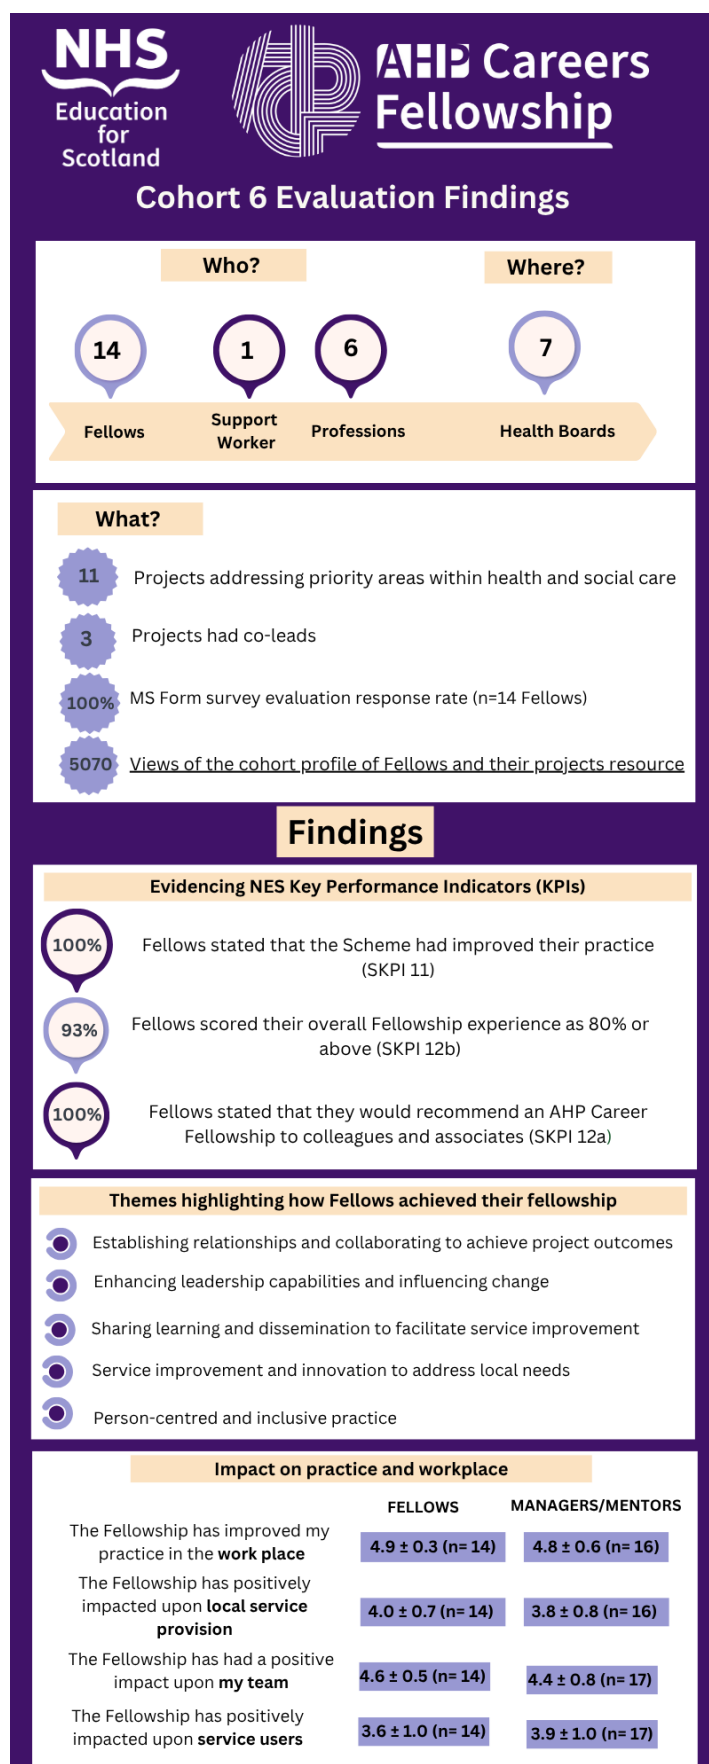 NHS
Education
for
Scotland
AHP Careers
Fellowship
Cohort 6 Evaluation Findings
Who?
Where?
14
1
6
7
Fellows
Support
Worker
Professions
Health Boards
What?
11
Projects addressing priority areas within health and social care
3
Projects had co-leads
100%
MS Form survey evaluation response rate (n=14 Fellows)
5070
Views of the cohort profile of Fellows and their projects resource
Findings
Evidencing NES Key Performance Indicators (KPIs)
100%
Fellows stated that the Scheme had improved their practice
(SKPI 11)
93%
Fellows scored their overall Fellowship experience as 80% or
above (SKPI 12b)
100%
Fellows stated that they would recommend an AHP Career
Fellowship to colleagues and associates (SKPI 12a)
Themes highlighting how Fellows achieved their fellowship
Establishing relationships and collaborating to achieve project outcomes
Enhancing leadership capabilities and influencing change
Sharing learning and dissemination to facilitate service improvement
Service improvement and innovation to address local needs
Person-centred and inclusive practice
Impact on practice and workplace
FELLOWS
MANAGERS/MENTORS
The Fellowship has improved my
practice in the work place
4.9 ± 0.3 (n= 14)
4.8 ± 0.6 (n= 16)
The Fellowship has positively
impacted upon local service
provision
4.0 ± 0.7 (n= 14)
3.8 ± 0.8 (n= 16)
The Fellowship has had a positive
impact upon my team
4.6 ± 0.5 (n= 14)
4.4 ± 0.8 (n= 17)
The Fellowship has positively
impacted upon service users
3.6 ± 1.0 (n= 14)
3.9 ± 1.0 (n= 17)